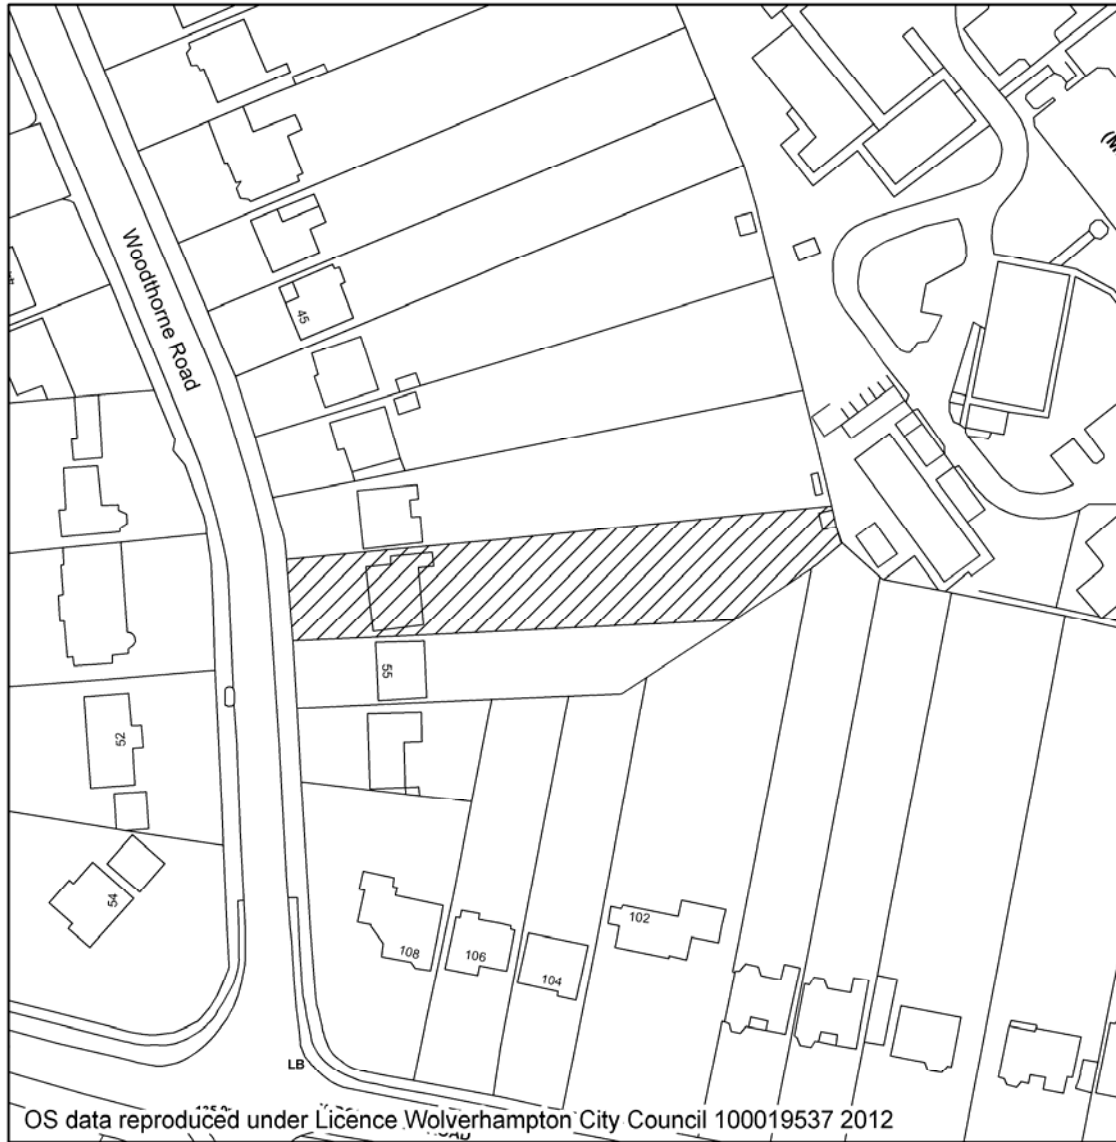 Woodthorne Road
45
55
52
54
108
106
104
102
LB
OS data reproduced under Licence Wolverhampton City Council 100019537 2012